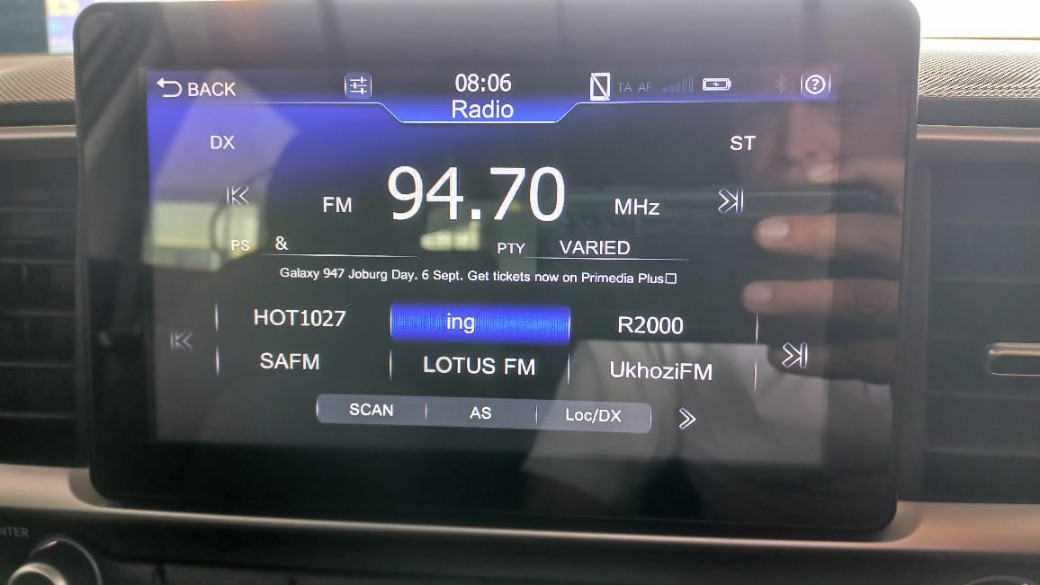 BACK 08:06 TA AF ?
Radio
DX ST
FM 94.70 MHz
PS & PTY VARIED
Galaxy 947 Joburg Day. 6 Sept. Get tickets now on Primedia Plus□
HOT1027 ing R2000
SAFM LOTUS FM UkhoziFM
SCAN AS Loc/DX
NTER